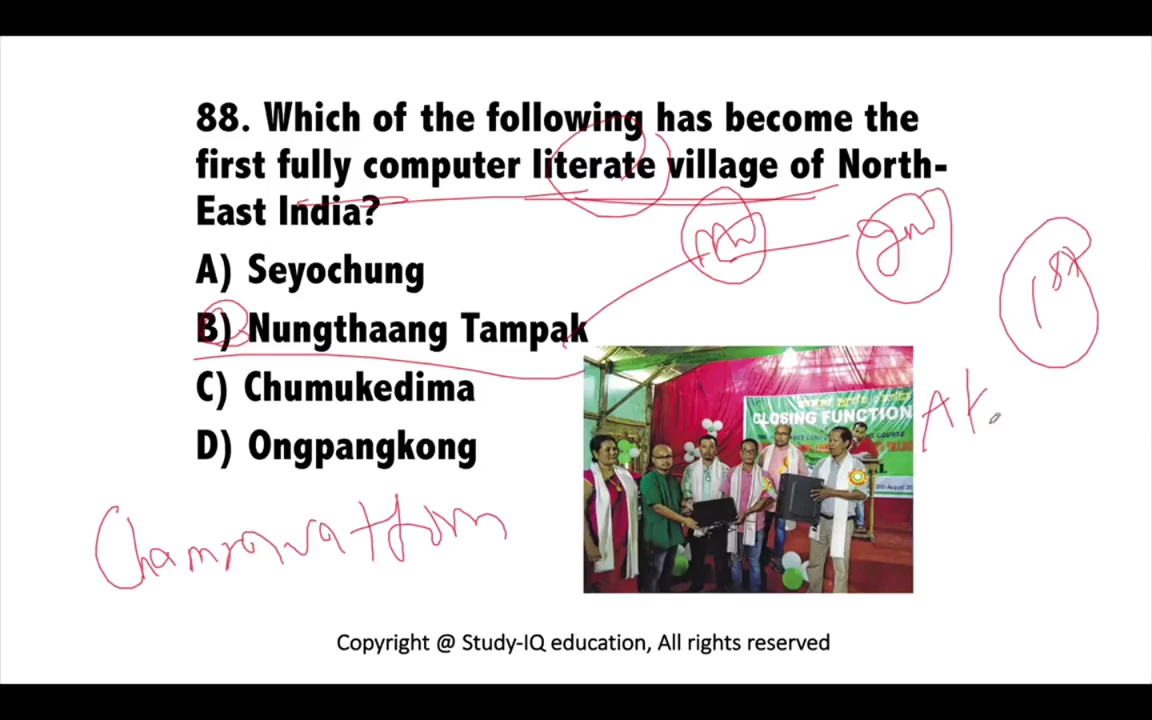 88. Which of the following has become the
first fully computer literate village of North-
East India?
A) Seyochung
B) Nungthaang Tampak
C) Chumukedima
D) Ongpangkong
1st
CLOSING FUNCTION
Copyright @ Study-IQ education, All rights reserved